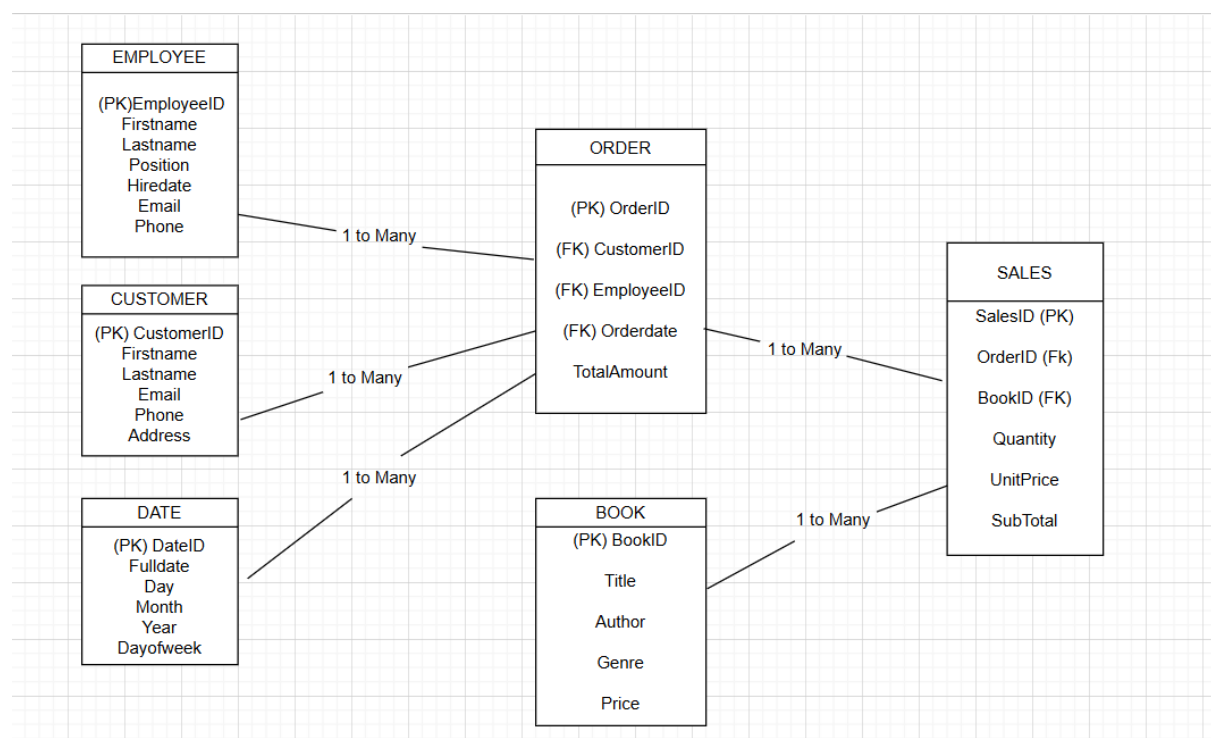 EMPLOYEE
(PK)EmployeeID
Firstname
Lastname
Position
Hiredate
Email
Phone
1 to Many
CUSTOMER
(PK) CustomerID
Firstname
Lastname
Email
Phone
Address
1 to Many
DATE
(PK) DateID
Fulldate
Day
Month
Year
Dayofweek
1 to Many
ORDER
(PK) OrderID
(FK) CustomerID
(FK) EmployeeID
(FK) Orderdate
TotalAmount
1 to Many
BOOK
(PK) BookID
Title
Author
Genre
Price
1 to Many
SALES
SalesID (PK)
OrderID (Fk)
BookID (FK)
Quantity
UnitPrice
SubTotal